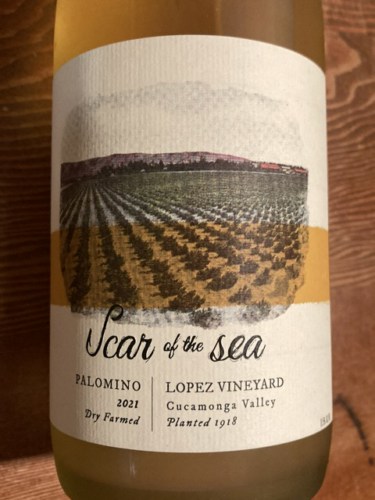 Scar of the sea
PALOMINO
2021
Dry Farmed
LOPEZ VINEYARD
Cucamonga Valley
Planted 1918